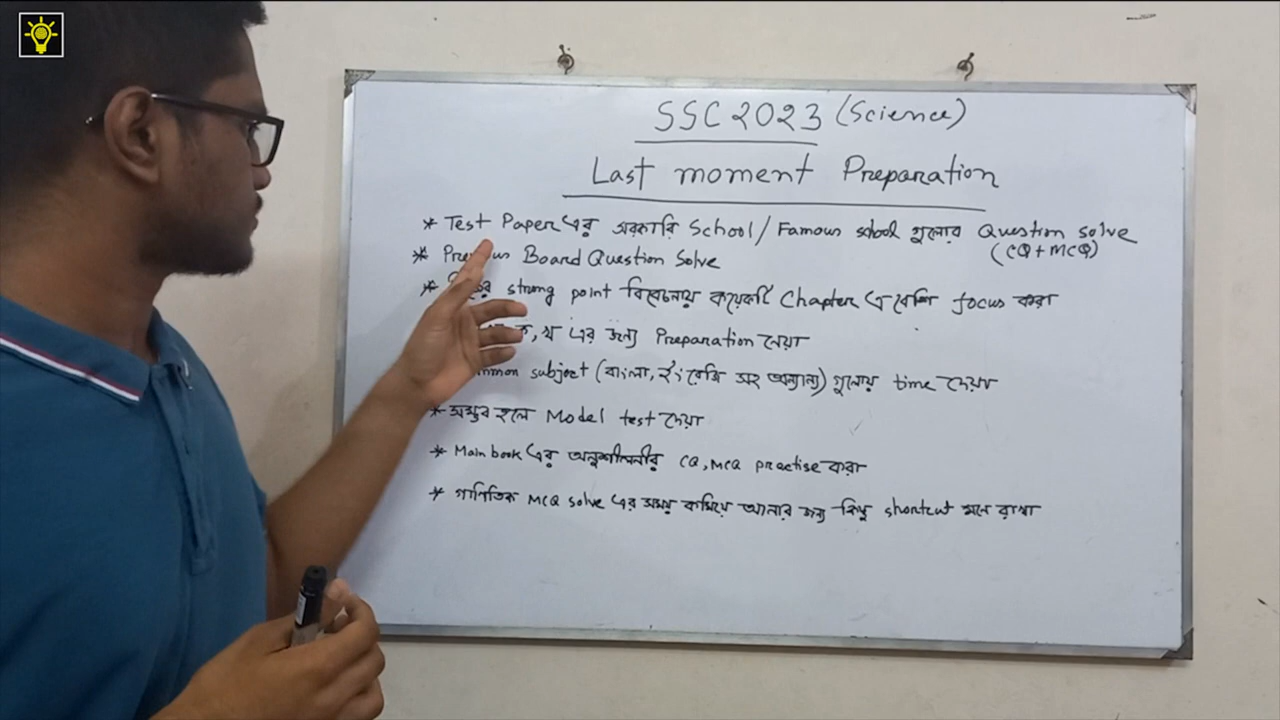 SSC 2023 (Science)
Last moment Preparation
* Test Paper এর সরকারি School/Famous school গুলোর Question solve
(CQ+MCQ)
* Board Question Solve
* strong point বিবেচনায় কয়েকটি Chapter এ বেশি focus করা
ক, খ এর জন্য Preparation নেয়া
subject (বাংলা, ইংরেজি সহ অন্যান্য) গুলোয় time দেয়া
* সম্ভব হলে Model test দেয়া
* Main book এর অনুশীলনীর CQ, MCQ practise করা
* গাণিতিক MCQ solve এর সময় কমিয়ে আনার জন্য কিছু shortcut মনে রাখা